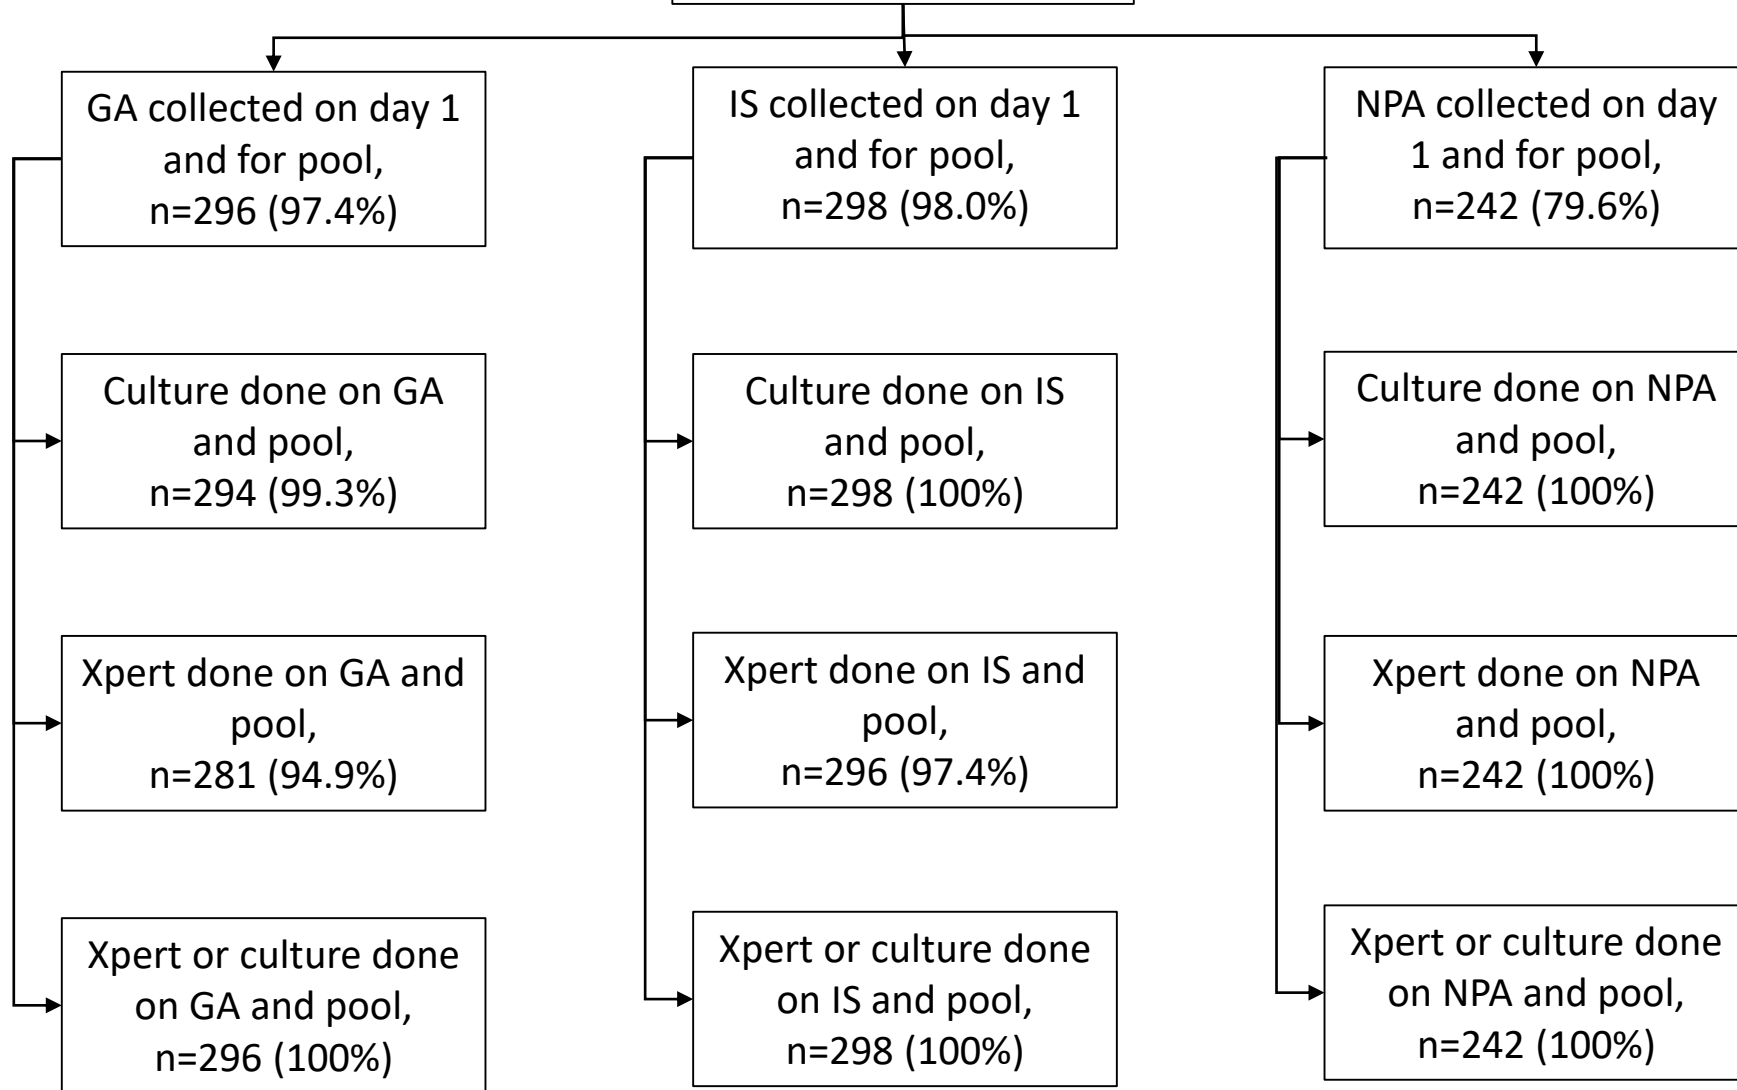 GA collected on day 1
and for pool,
n=296 (97.4%)
IS collected on day 1
and for pool,
n=298 (98.0%)
NPA collected on day
1 and for pool,
n=242 (79.6%)
Culture done on GA
and pool,
n=294 (99.3%)
Culture done on IS
and pool,
n=298 (100%)
Culture done on NPA
and pool,
n=242 (100%)
Xpert done on GA and
pool,
n=281 (94.9%)
Xpert done on IS and
pool,
n=296 (97.4%)
Xpert done on NPA
and pool,
n=242 (100%)
Xpert or culture done
on GA and pool,
n=296 (100%)
Xpert or culture done
on IS and pool,
n=298 (100%)
Xpert or culture done
on NPA and pool,
n=242 (100%)